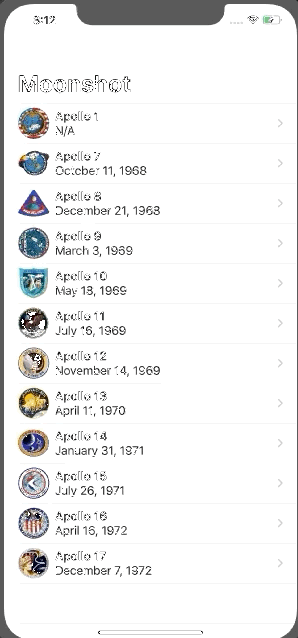 3:12
Moonshot
Apollo 1
N/A
Apollo 7
October 11, 1968
Apollo 8
December 21, 1968
Apollo 9
March 3, 1969
Apollo 10
May 18, 1969
Apollo 11
July 16, 1969
Apollo 12
November 14, 1969
Apollo 13
April 11, 1970
Apollo 14
January 31, 1971
Apollo 15
July 26, 1971
Apollo 16
April 16, 1972
Apollo 17
December 7, 1972